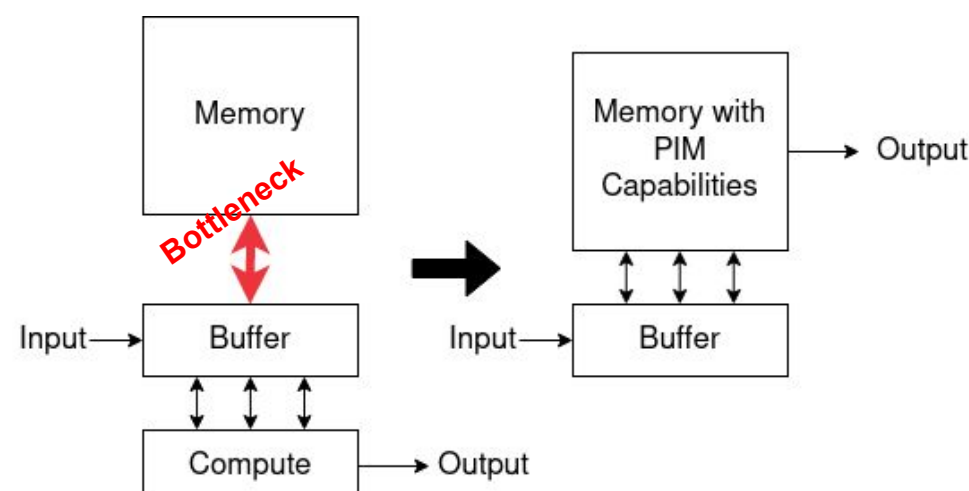 Memory
Bottleneck
Input
Buffer
Compute
Output
Memory with
PIM
Capabilities
Output
Input
Buffer